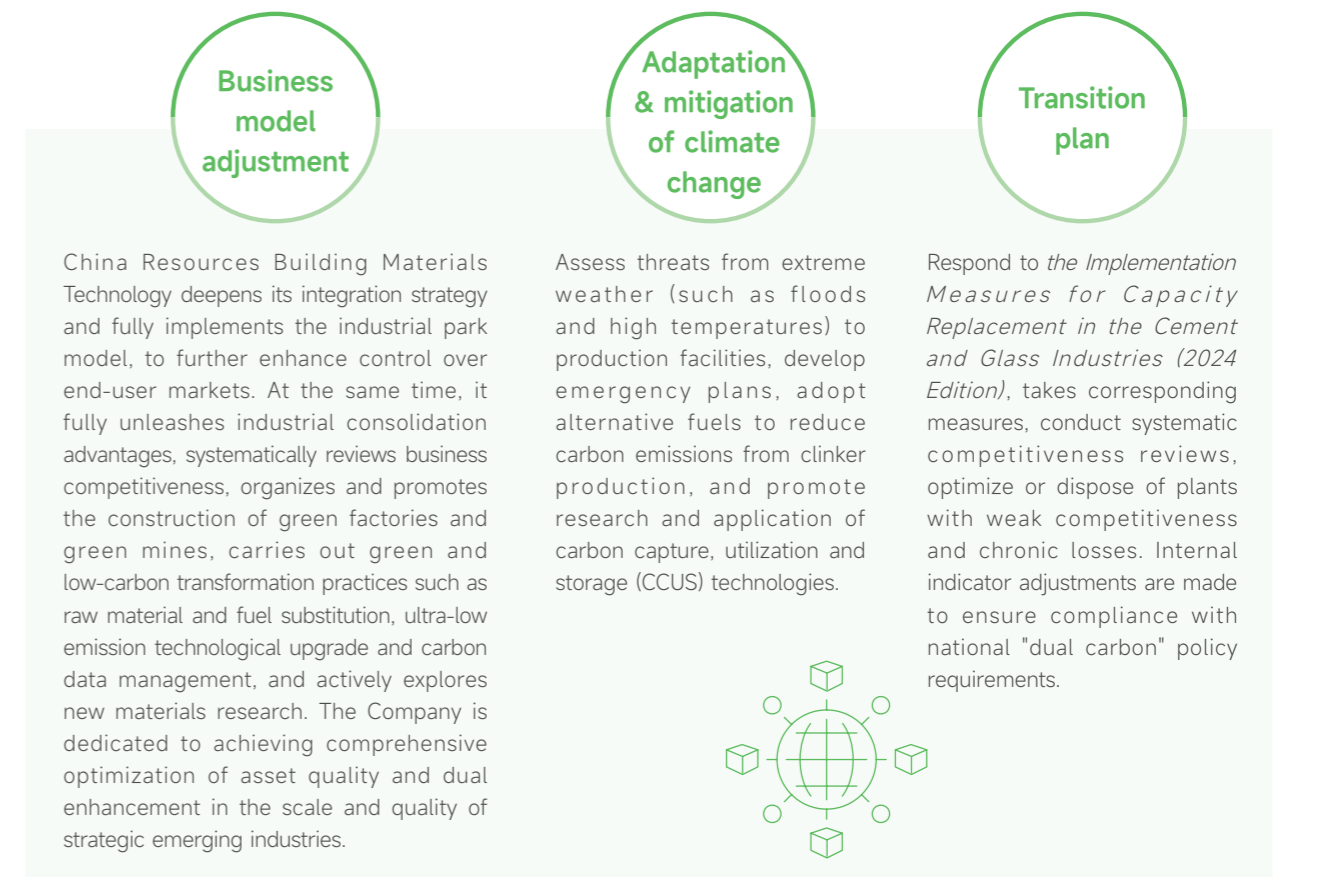 Business
model
adjustment
China Resources Building Materials
Technology deepens its integration strategy
and fully implements the industrial park
model, to further enhance control over
end-user markets. At the same time, it
fully unleashes industrial consolidation
advantages, systematically reviews business
competitiveness, organizes and promotes
the construction of green factories and
green mines, carries out green and
low-carbon transformation practices such as
raw material and fuel substitution, ultra-low
emission technological upgrade and carbon
data management, and actively explores
new materials research. The Company is
dedicated to achieving comprehensive
optimization of asset quality and dual
enhancement in the scale and quality of
strategic emerging industries.
Adaptation
& mitigation
of climate
change
Assess threats from extreme
weather (such as floods
and high temperatures) to
production facilities, develop
emergency plans, adopt
alternative fuels to reduce
carbon emissions from clinker
production, and promote
research and application of
carbon capture, utilization and
storage (CCUS) technologies.
Transition
plan
Respond to the Implementation
Measures for Capacity
Replacement in the Cement
and Glass Industries (2024
Edition), takes corresponding
measures, conduct systematic
competitiveness reviews,
optimize or dispose of plants
with weak competitiveness
and chronic losses. Internal
indicator adjustments are made
to ensure compliance with
national "dual carbon" policy
requirements.